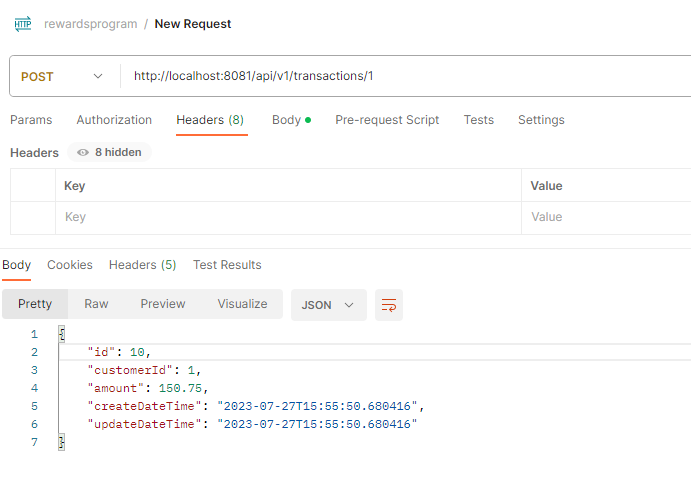 HTTP rewardsprogram / New Request
POST http://localhost:8081/api/v1/transactions/1
Params Authorization Headers (8) Body Pre-request Script Tests Settings
Headers 8 hidden
Key Value
Key Value
Body Cookies Headers (5) Test Results
Pretty Raw Preview Visualize JSON
1 {
2 "id": 10,
3 "customerId": 1,
4 "amount": 150.75,
5 "createDateTime": "2023-07-27T15:55:50.680416",
6 "updateDateTime": "2023-07-27T15:55:50.680416"
7 }